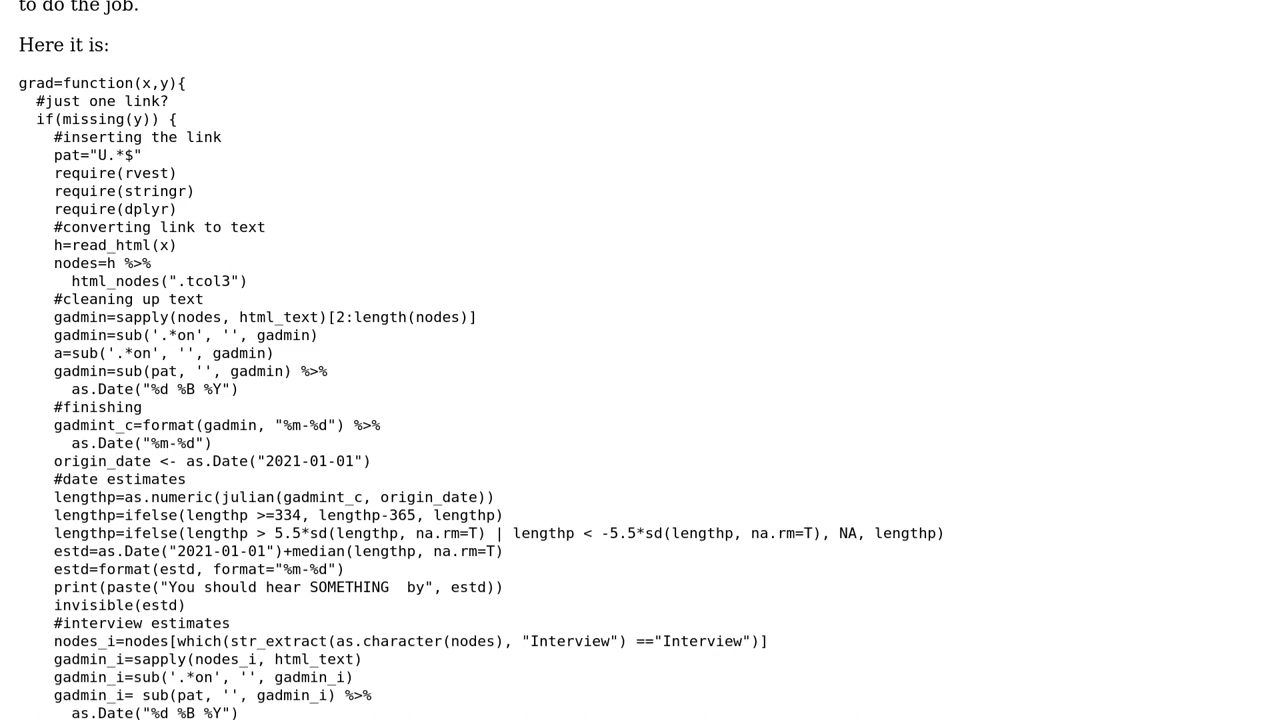 to do the job.
Here it is:
grad=function(x,y){
  #just one link?
  if(missing(y)) {
    #inserting the link
    pat="U.*$"
    require(rvest)
    require(stringr)
    require(dplyr)
    #converting link to text
    h=read_html(x)
    nodes=h %>%
      html_nodes(".tcol3")
    #cleaning up text
    gadmin=sapply(nodes, html_text)[2:length(nodes)]
    gadmin=sub('.*on', '', gadmin)
    a=sub('.*on', '', gadmin)
    gadmin=sub(pat, '', gadmin) %>%
      as.Date("%d %B %Y")
    #finishing
    gadmint_c=format(gadmin, "%m-%d") %>%
      as.Date("%m-%d")
    origin_date <- as.Date("2021-01-01")
    #date estimates
    lengthp=as.numeric(julian(gadmint_c, origin_date))
    lengthp=ifelse(lengthp >=334, lengthp-365, lengthp)
    lengthp=ifelse(lengthp > 5.5*sd(lengthp, na.rm=T) | lengthp < -5.5*sd(lengthp, na.rm=T), NA, lengthp)
    estd=as.Date("2021-01-01")+median(lengthp, na.rm=T)
    estd=format(estd, format="%m-%d")
    print(paste("You should hear SOMETHING  by", estd))
    invisible(estd)
    #interview estimates
    nodes_i=nodes[which(str_extract(as.character(nodes), "Interview") =="Interview")]
    gadmin_i=sapply(nodes_i, html_text)
    gadmin_i=sub('.*on', '', gadmin_i)
    gadmin_i= sub(pat, '', gadmin_i) %>%
      as.Date("%d %B %Y")